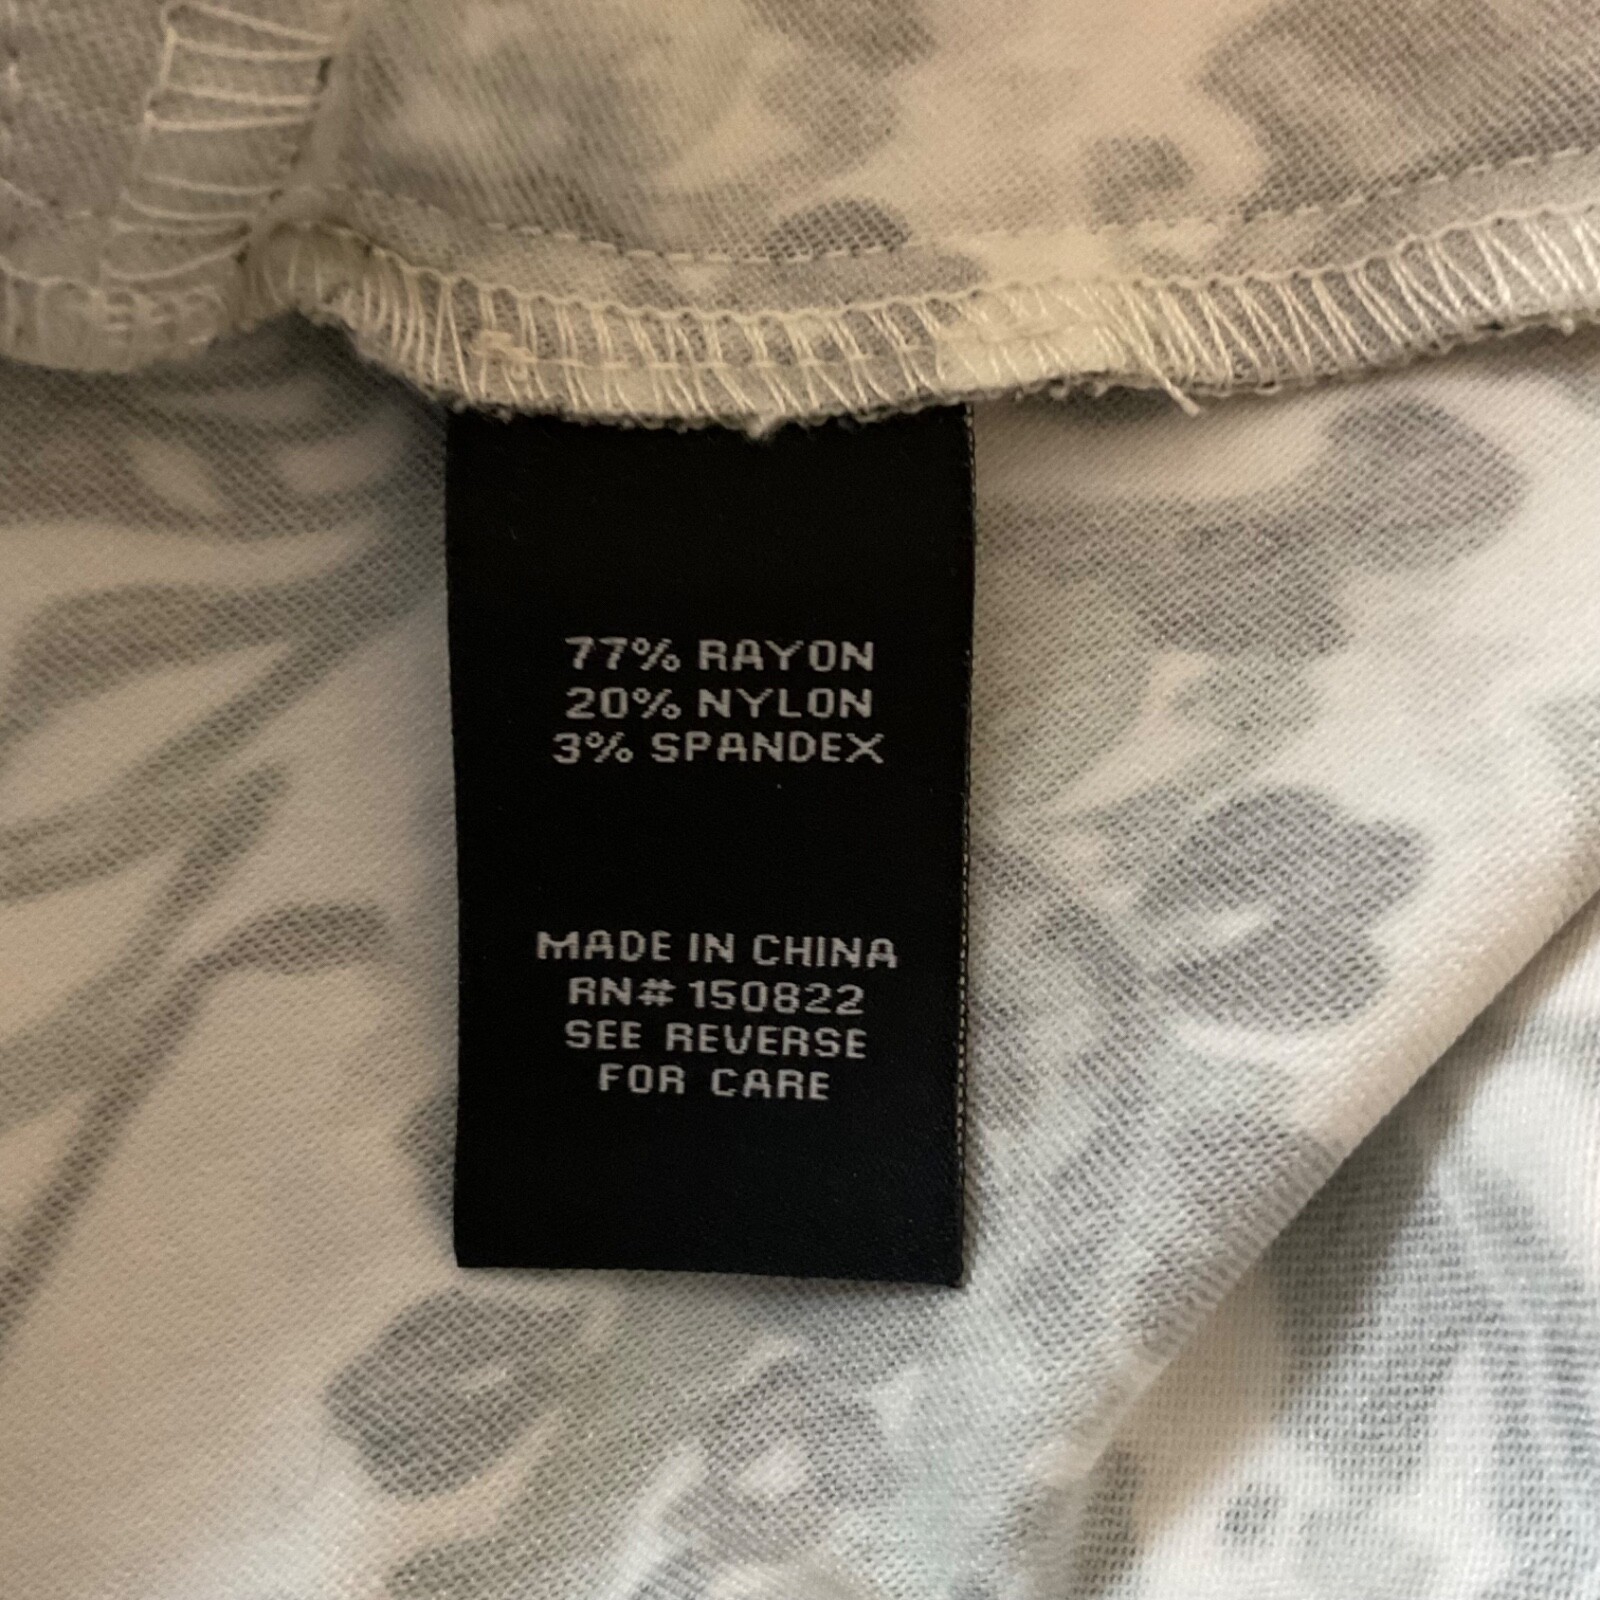 77% RAYON
20% NYLON
3% SPANDEX
MADE IN CHINA
RN# 150822
SEE REVERSE
FOR CARE